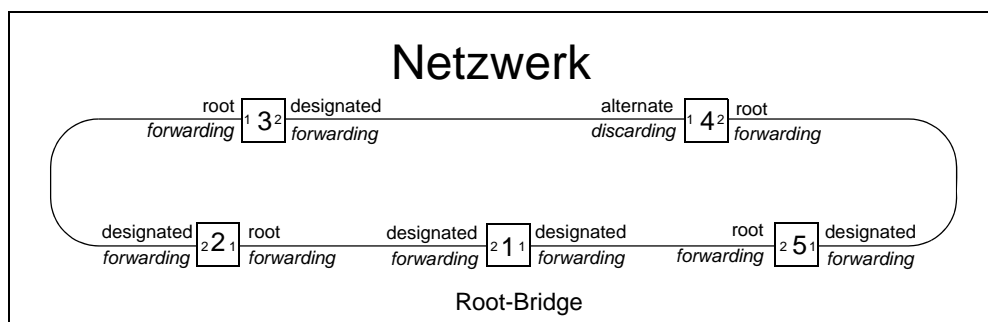 Netzwerk
root designated alternate root
1 3 2 1 4 2
forwarding forwarding discarding forwarding
designated root designated designated root designated
2 2 1 2 1 1 2 5 1
forwarding forwarding forwarding forwarding forwarding forwarding
Root-Bridge